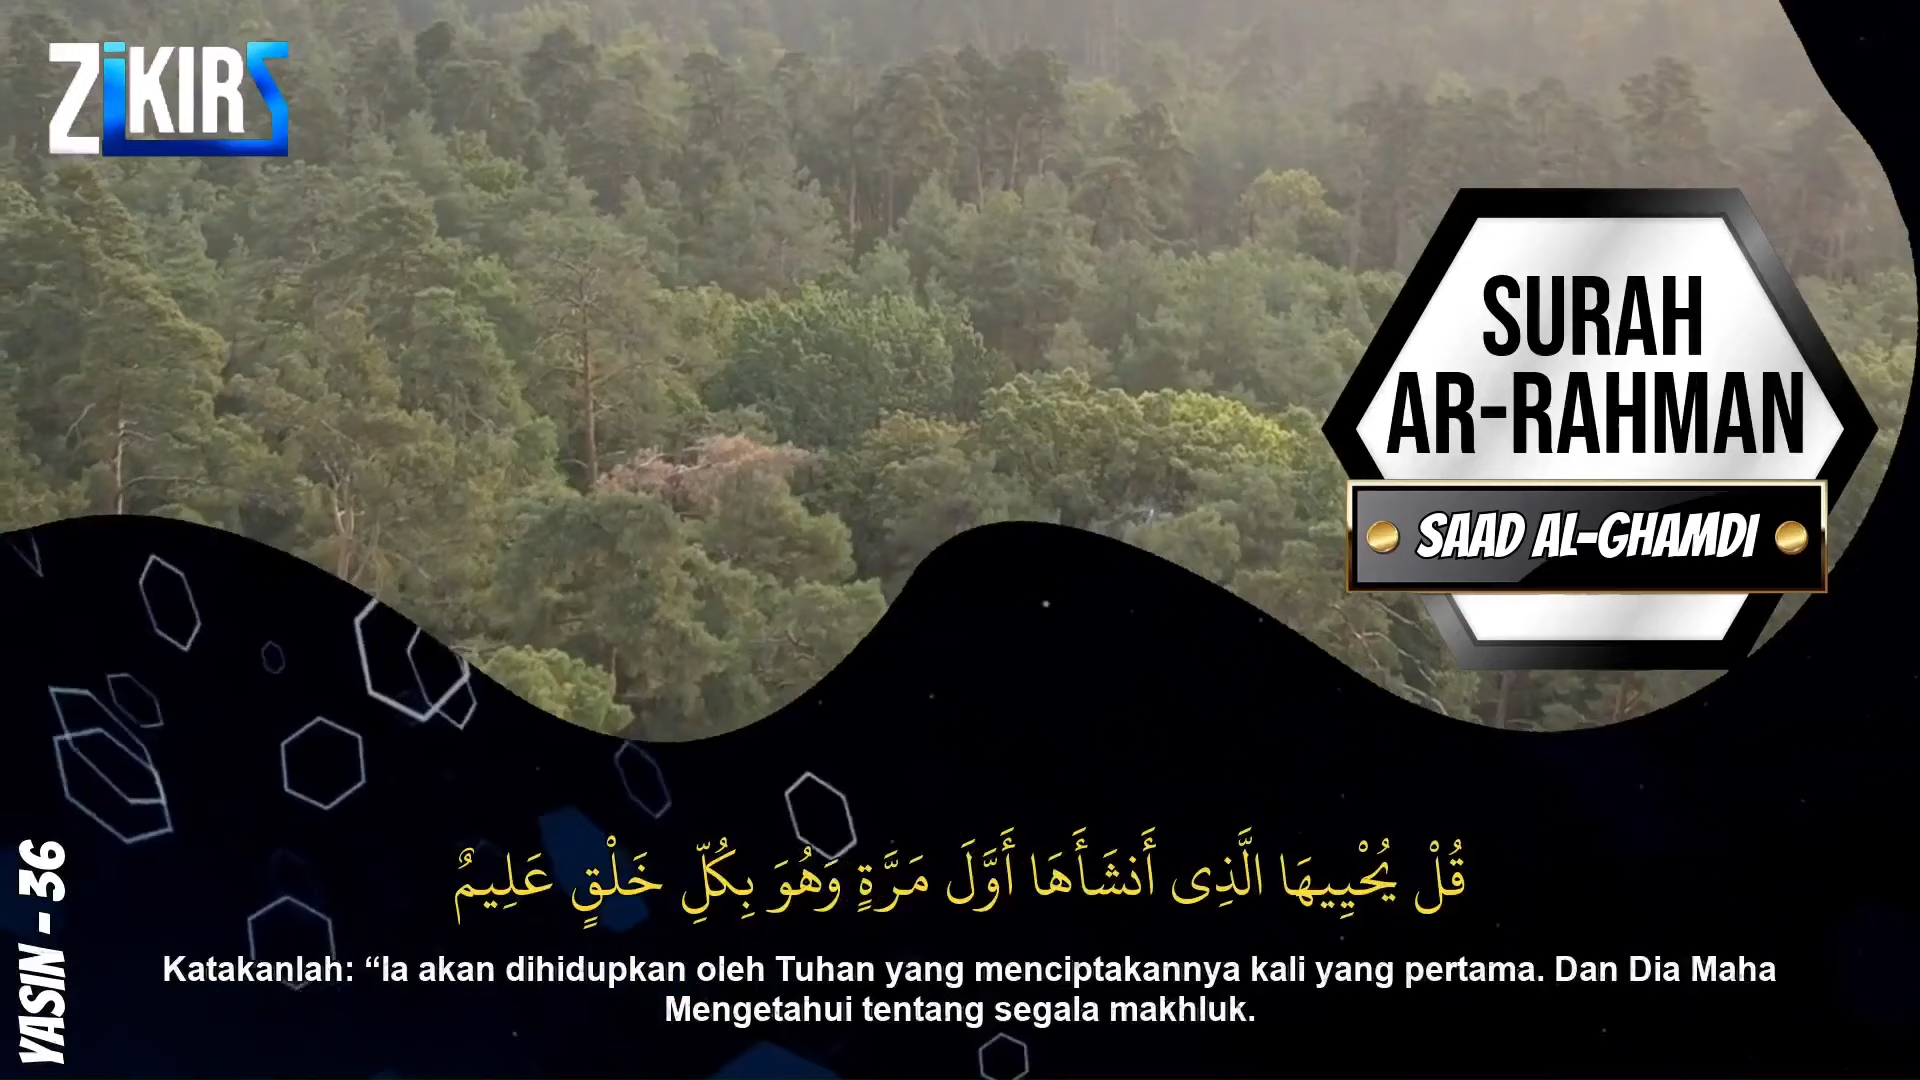 ZiKIRS
SURAH
AR-RAHMAN
SAAD AL-GHAMDI
YASIN - 36
قُلْ يُحْيِيهَا الَّذِى أَنشَأَهَا أَوَّلَ مَرَّةٍ وَهُوَ بِكُلِّ خَلْقٍ عَلِيمٌ
Katakanlah: “Ia akan dihidupkan oleh Tuhan yang menciptakannya kali yang pertama. Dan Dia Maha
Mengetahui tentang segala makhluk.